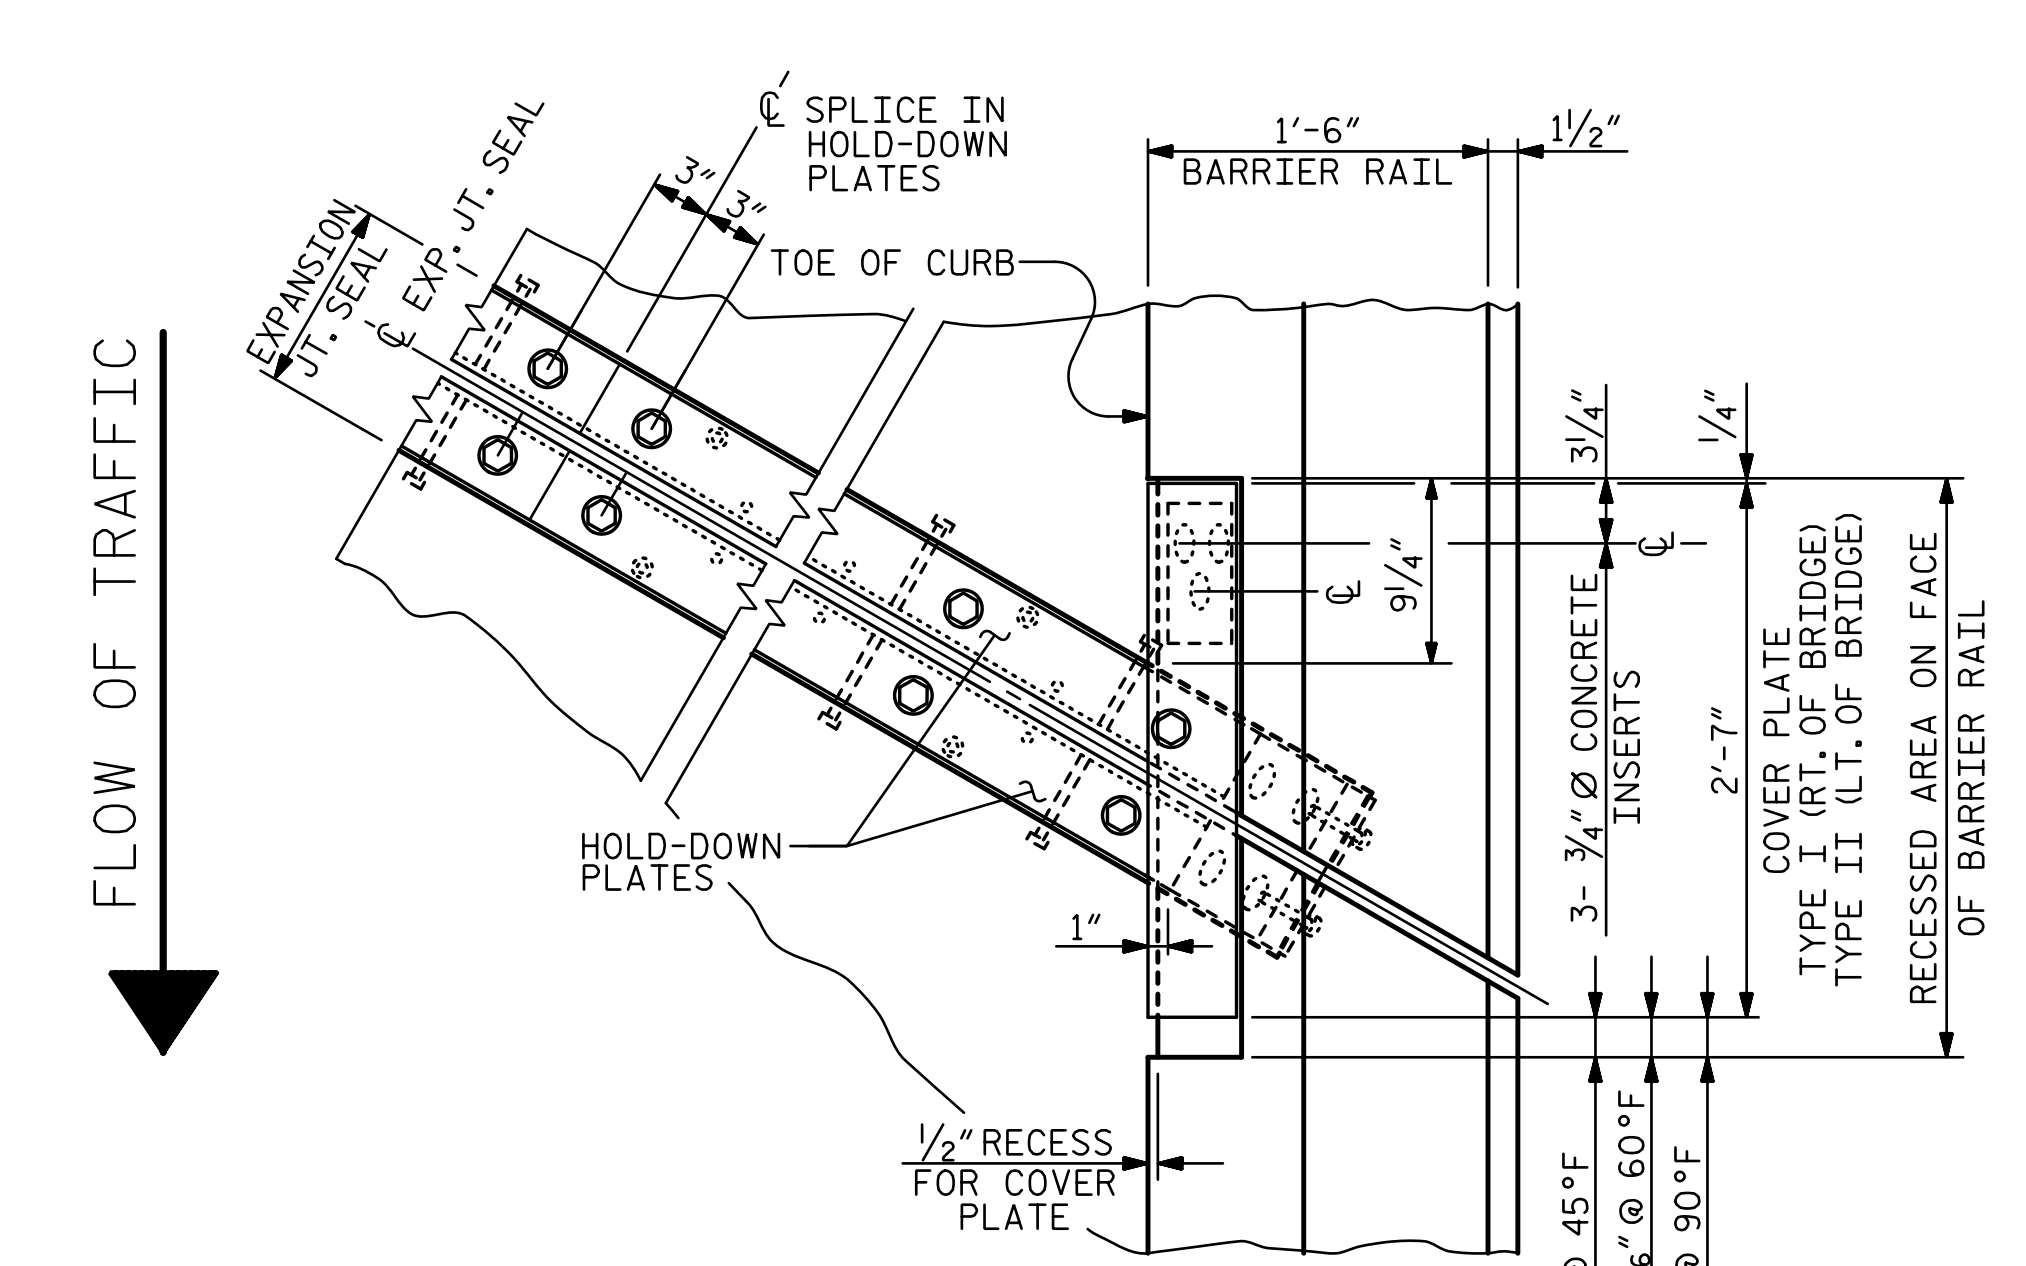 ℄ SPLICE IN
HOLD-DOWN
PLATES
3"
3"
EXPANSION
JT. SEAL
℄ EXP. JT. SEAL
TOE OF CURB
1'-6"
BARRIER RAIL
1½"
FLOW OF TRAFFIC
3¼"
¼"
℄
℄
9¼"
3- ¾" Ø CONCRETE
INSERTS
2'-7"
COVER PLATE
TYPE I (RT. OF BRIDGE)
TYPE II (LT. OF BRIDGE)
RECESSED AREA ON FACE
OF BARRIER RAIL
HOLD-DOWN
PLATES
1"
½" RECESS
FOR COVER
PLATE
@ 45°F
6" @ 60°F
@ 90°F